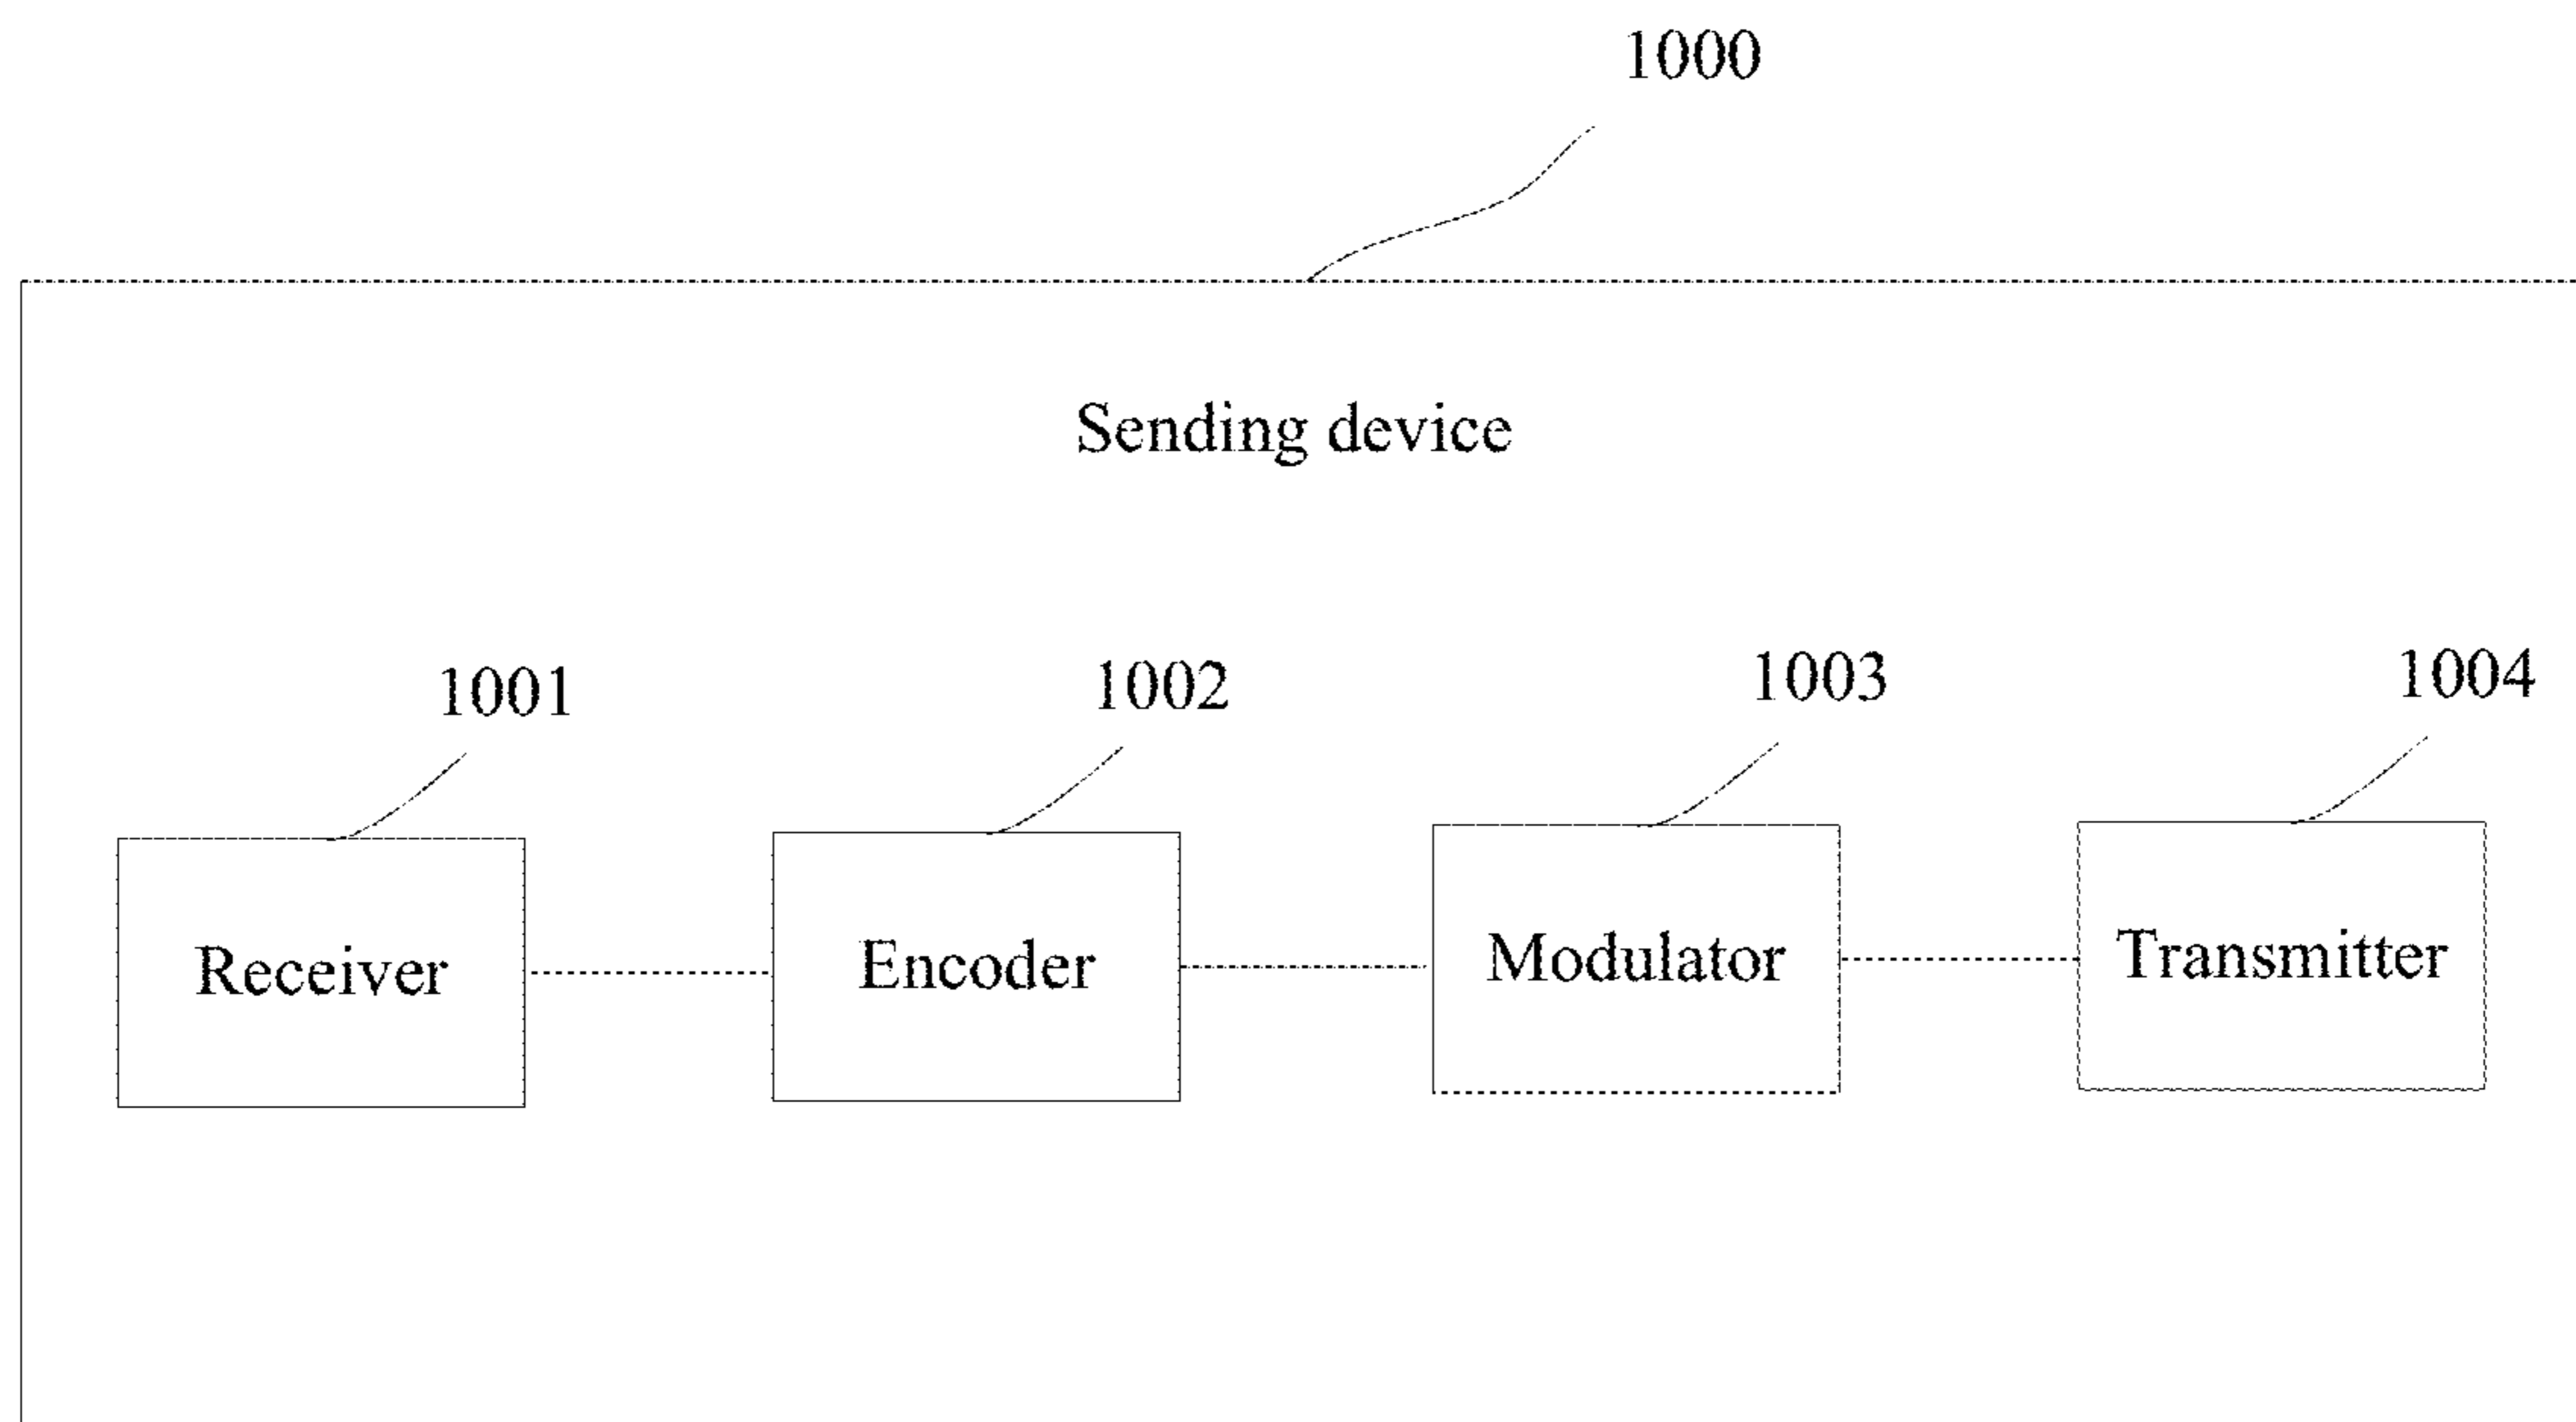 1000
Sending device
1001 1002 1003 1004
Receiver Encoder Modulator Transmitter